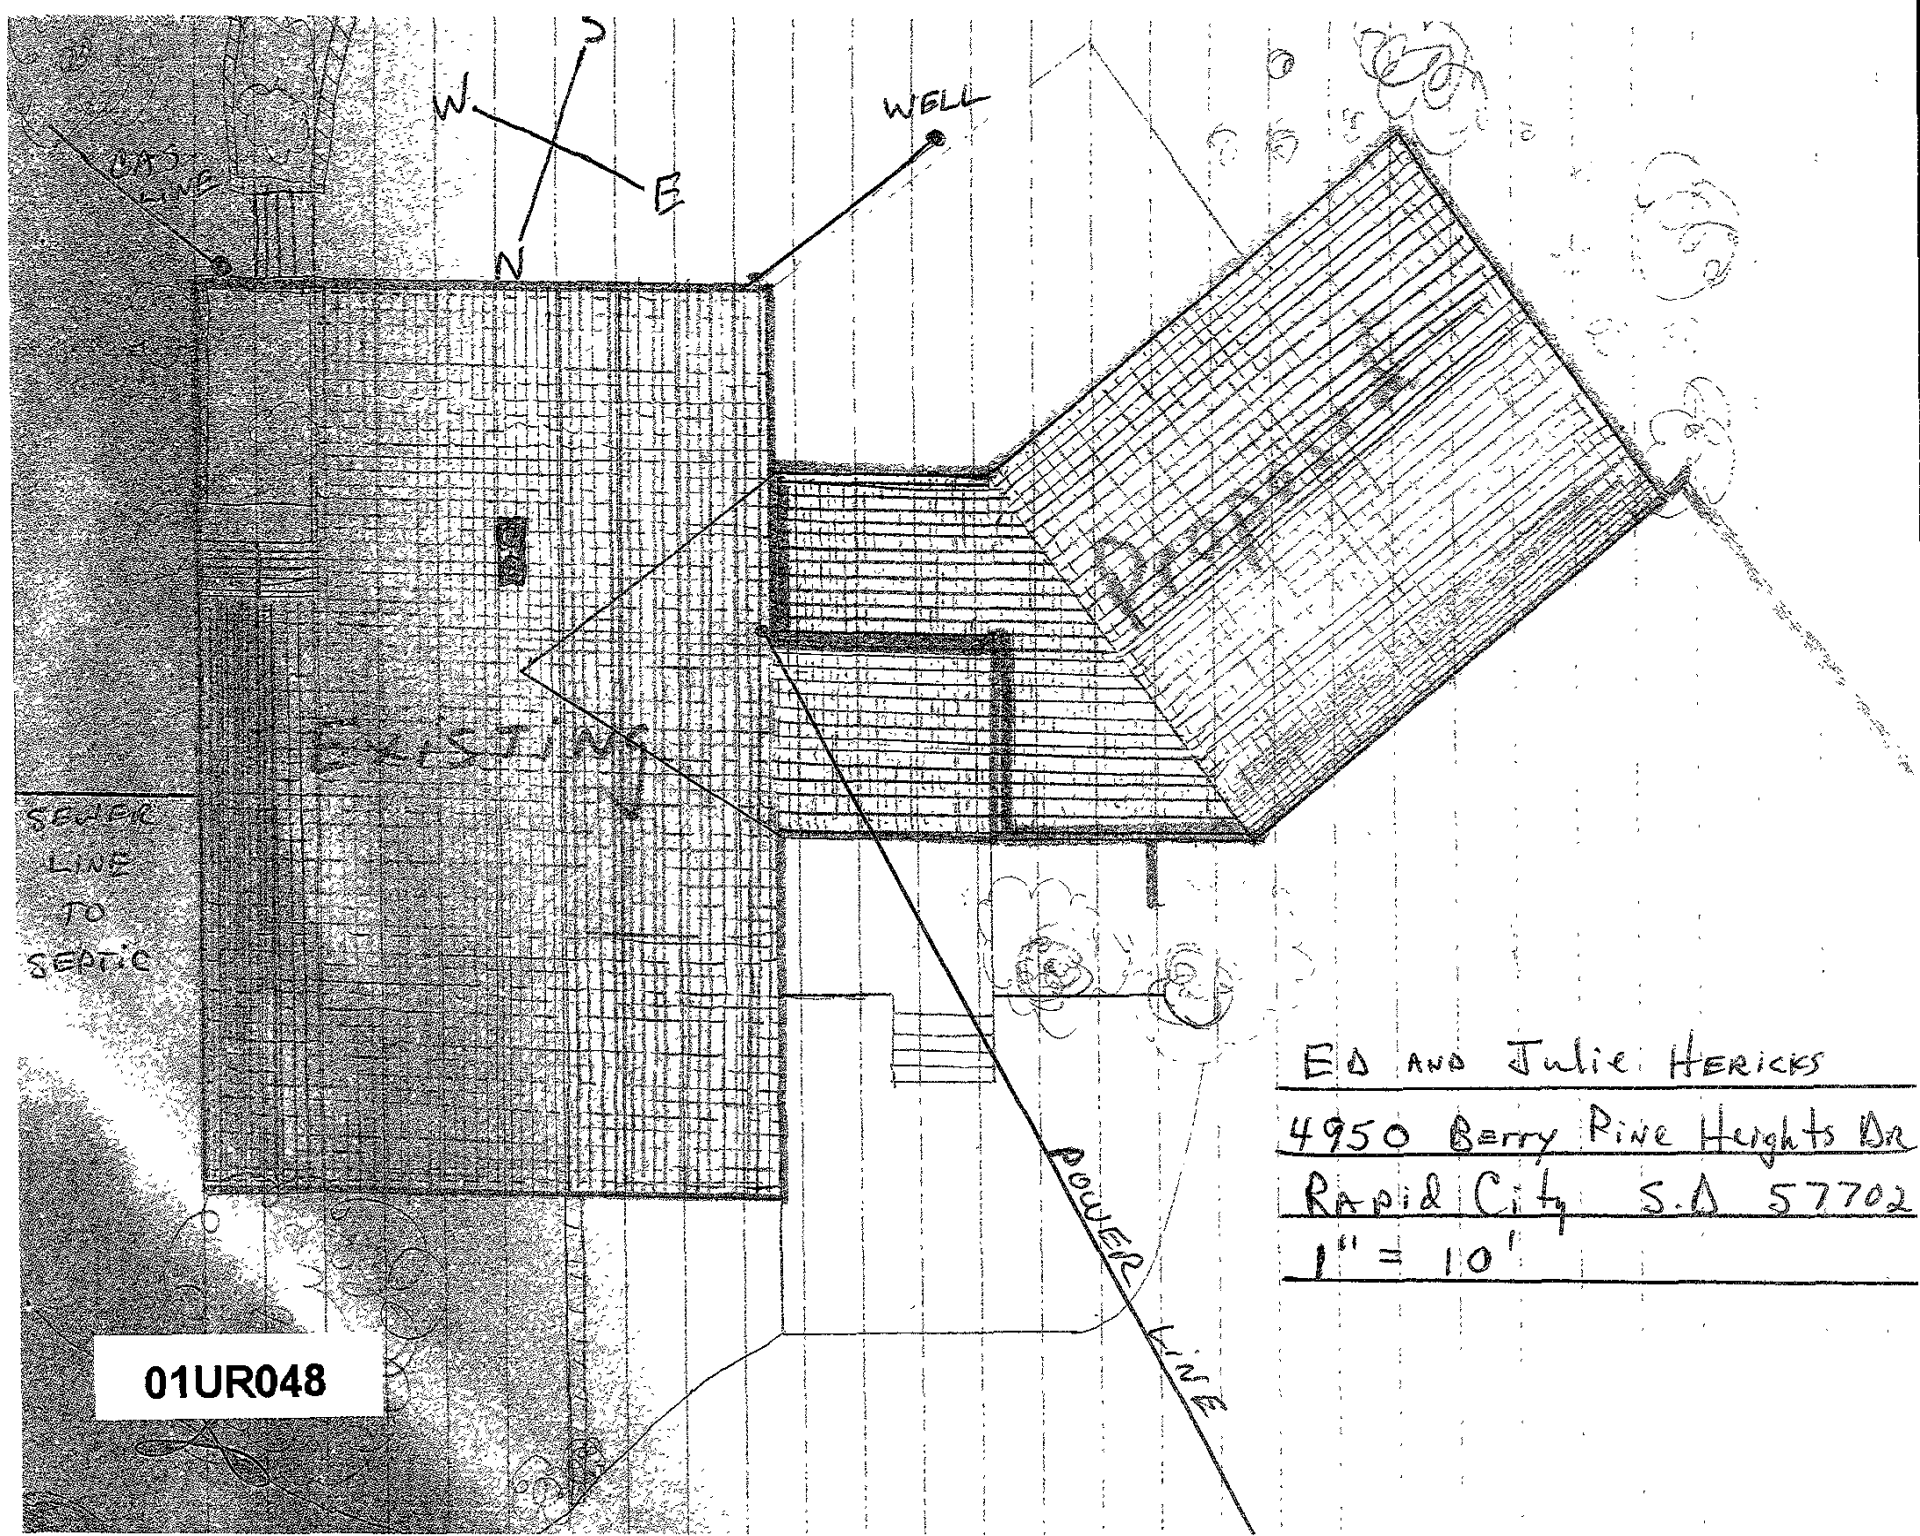 S
W
E
N
WELL
GAS
LINE
Proposal
EXISTING
SEWER
LINE
TO
SEPTIC
POWER LINE
ED AND Julie HERICKS
4950 Berry Pine Heights DR
RApid City S.D 57702
1" = 10'
01UR048